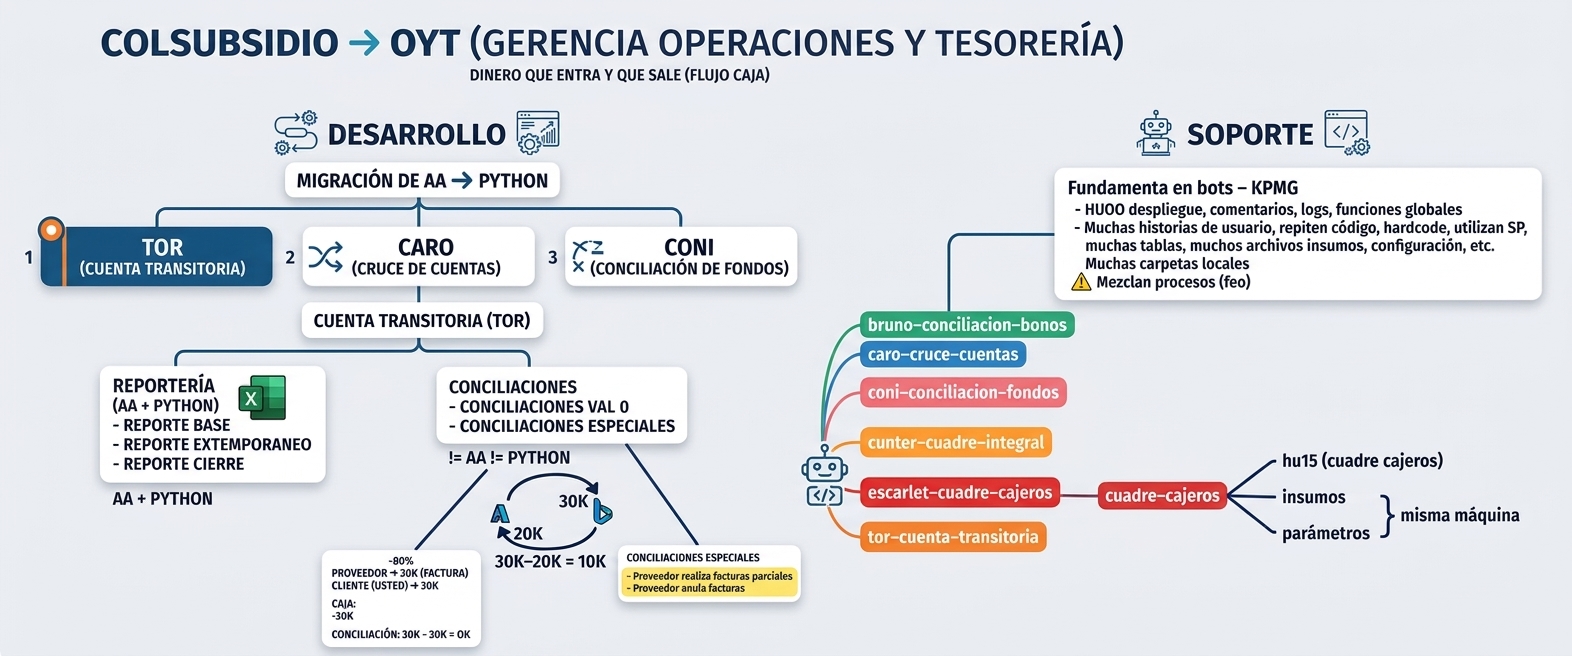 COLSUBSIDIO → OYT (GERENCIA OPERACIONES Y TESORERÍA)
DINERO QUE ENTRA Y QUE SALE (FLUJO CAJA)
DESARROLLO
MIGRACIÓN DE AA → PYTHON
1
TOR
(CUENTA TRANSITORIA)
2
CARO
(CRUCE DE CUENTAS)
3
CONI
(CONCILIACIÓN DE FONDOS)
CUENTA TRANSITORIA (TOR)
REPORTERÍA
(AA + PYTHON)
- REPORTE BASE
- REPORTE EXTEMPORANEO
- REPORTE CIERRE
X
AA + PYTHON
CONCILIACIONES
- CONCILIACIONES VAL 0
- CONCILIACIONES ESPECIALES
!= AA != PYTHON
30K
20K
30K–20K = 10K
-80%
PROVEEDOR → 30K (FACTURA)
CLIENTE (USTED) → 30K
CAJA:
-30K
CONCILIACIÓN: 30K – 30K = OK
CONCILIACIONES ESPECIALES
- Proveedor realiza facturas parciales
- Proveedor anula facturas
SOPORTE
</>
Fundamenta en bots – KPMG
- HUOO despliegue, comentarios, logs, funciones globales
- Muchas historias de usuario, repiten código, hardcode, utilizan SP,
muchas tablas, muchos archivos insumos, configuración, etc.
Muchas carpetas locales
Mezclan procesos (feo)
bruno–conciliacion–bonos
caro–cruce–cuentas
coni–conciliacion–fondos
cunter–cuadre–integral
escarlet–cuadre–cajeros
tor–cuenta–transitoria
</>
cuadre–cajeros
hu15 (cuadre cajeros)
insumos
parámetros
misma máquina